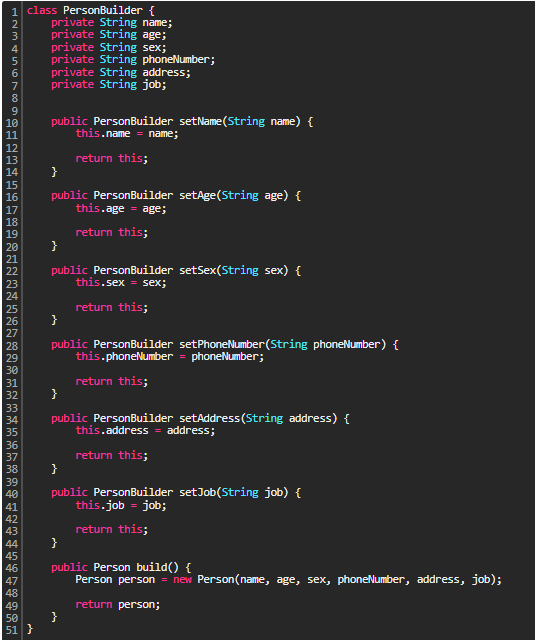 1 class PersonBuilder {
2     private String name;
3     private String age;
4     private String sex;
5     private String phoneNumber;
6     private String address;
7     private String job;
8
9
10     public PersonBuilder setName(String name) {
11         this.name = name;
12
13         return this;
14     }
15
16     public PersonBuilder setAge(String age) {
17         this.age = age;
18
19         return this;
20     }
21
22     public PersonBuilder setSex(String sex) {
23         this.sex = sex;
24
25         return this;
26     }
27
28     public PersonBuilder setPhoneNumber(String phoneNumber) {
29         this.phoneNumber = phoneNumber;
30
31         return this;
32     }
33
34     public PersonBuilder setAddress(String address) {
35         this.address = address;
36
37         return this;
38     }
39
40     public PersonBuilder setJob(String job) {
41         this.job = job;
42
43         return this;
44     }
45
46     public Person build() {
47         Person person = new Person(name, age, sex, phoneNumber, address, job);
48
49         return person;
50     }
51 }